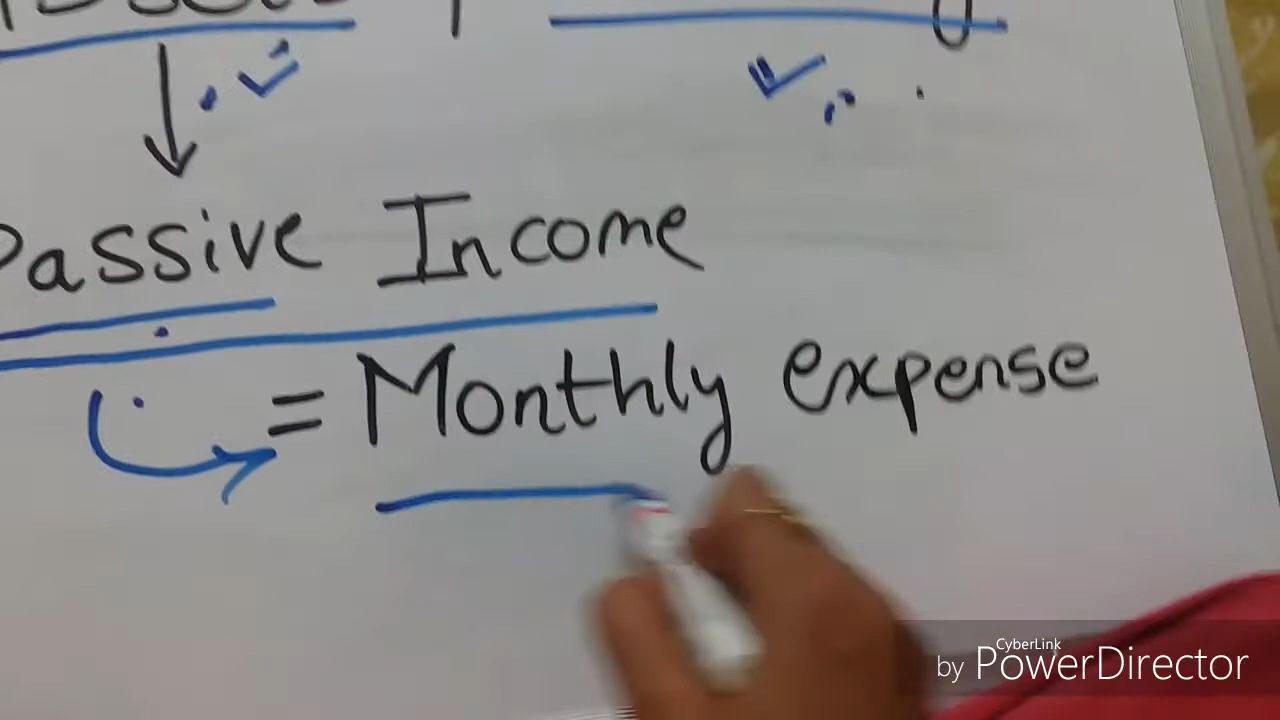 Passive Income
= Monthly expense
CyberLink
by PowerDirector